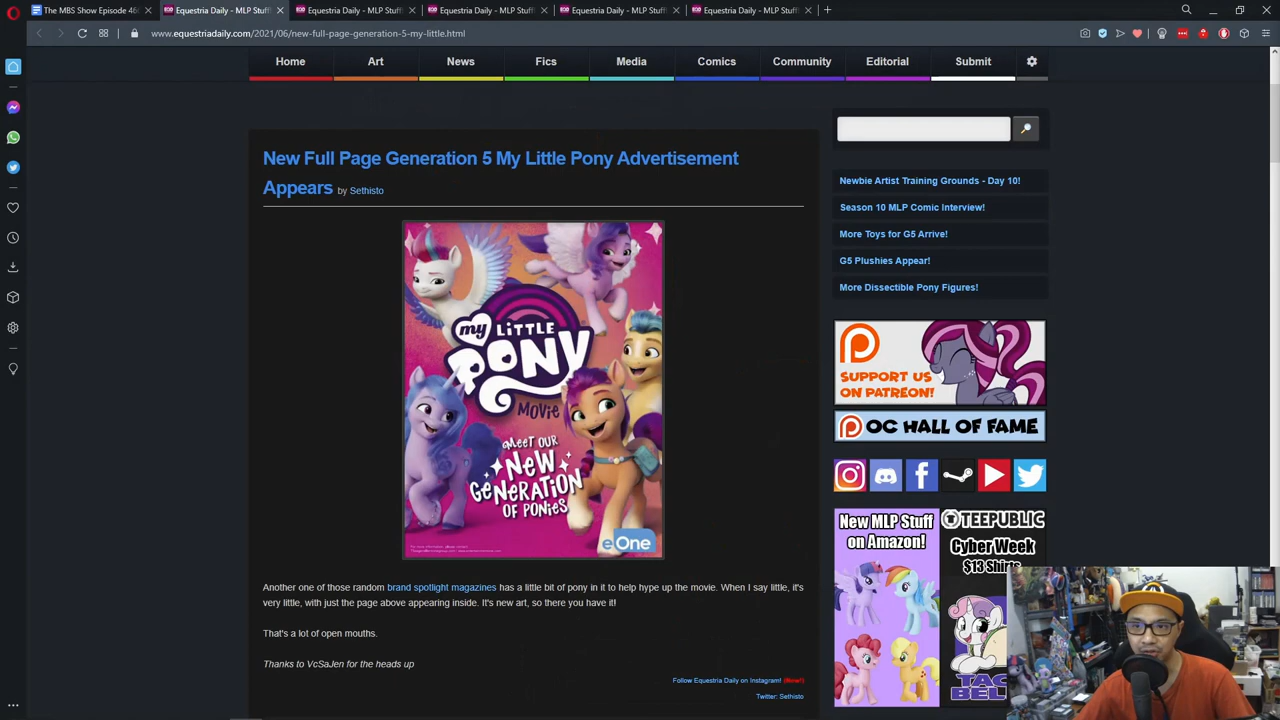 The MBS Show Episode 46
Equestria Daily - MLP Stuff!
Equestria Daily - MLP Stuff!
Equestria Daily - MLP Stuff!
Equestria Daily - MLP Stuff!
Equestria Daily - MLP Stuff!
www.equestriadaily.com/2021/06/new-full-page-generation-5-my-little.html
Home
Art
News
Fics
Media
Comics
Community
Editorial
Submit
New Full Page Generation 5 My Little Pony Advertisement
Appears by Sethisto
my LiTTLE
PONY
MOVIE
MEET OUR
NEW
GENERATION
OF PONIES
eOne
Another one of those random brand spotlight magazines has a little bit of pony in it to help hype up the movie. When I say little, it's
very little, with just the page above appearing inside. It's new art, so there you have it!
That's a lot of open mouths.
Thanks to VcSaJen for the heads up
Follow Equestria Daily on Instagram! (New!)
Twitter: Sethisto
Newbie Artist Training Grounds - Day 10!
Season 10 MLP Comic Interview!
More Toys for G5 Arrive!
G5 Plushies Appear!
More Dissectible Pony Figures!
SUPPORT US
ON PATREON!
OC HALL OF FAME
New MLP Stuff
on Amazon!
TEEPUBLIC
Cyber Week
$13 Shirts